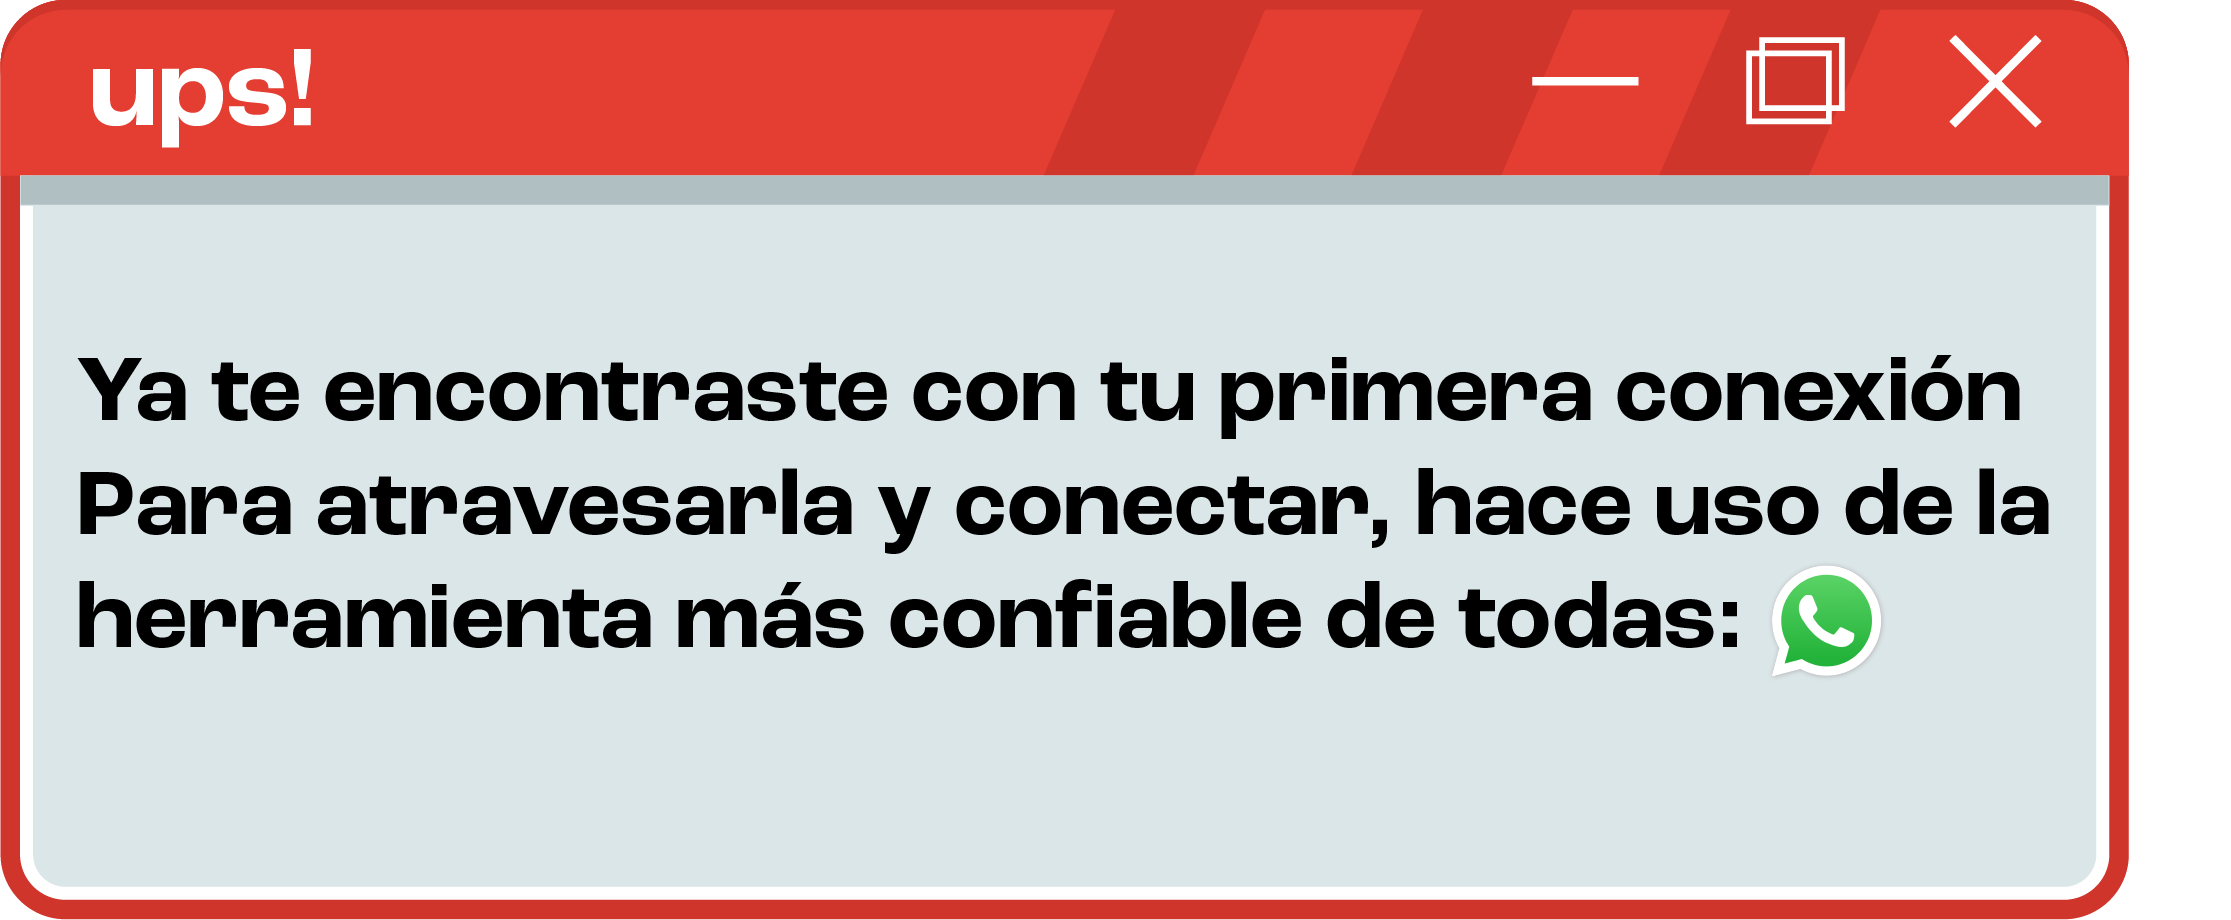 ups!
Ya te encontraste con tu primera conexión
Para atravesarla y conectar, hace uso de la
herramienta más confiable de todas: